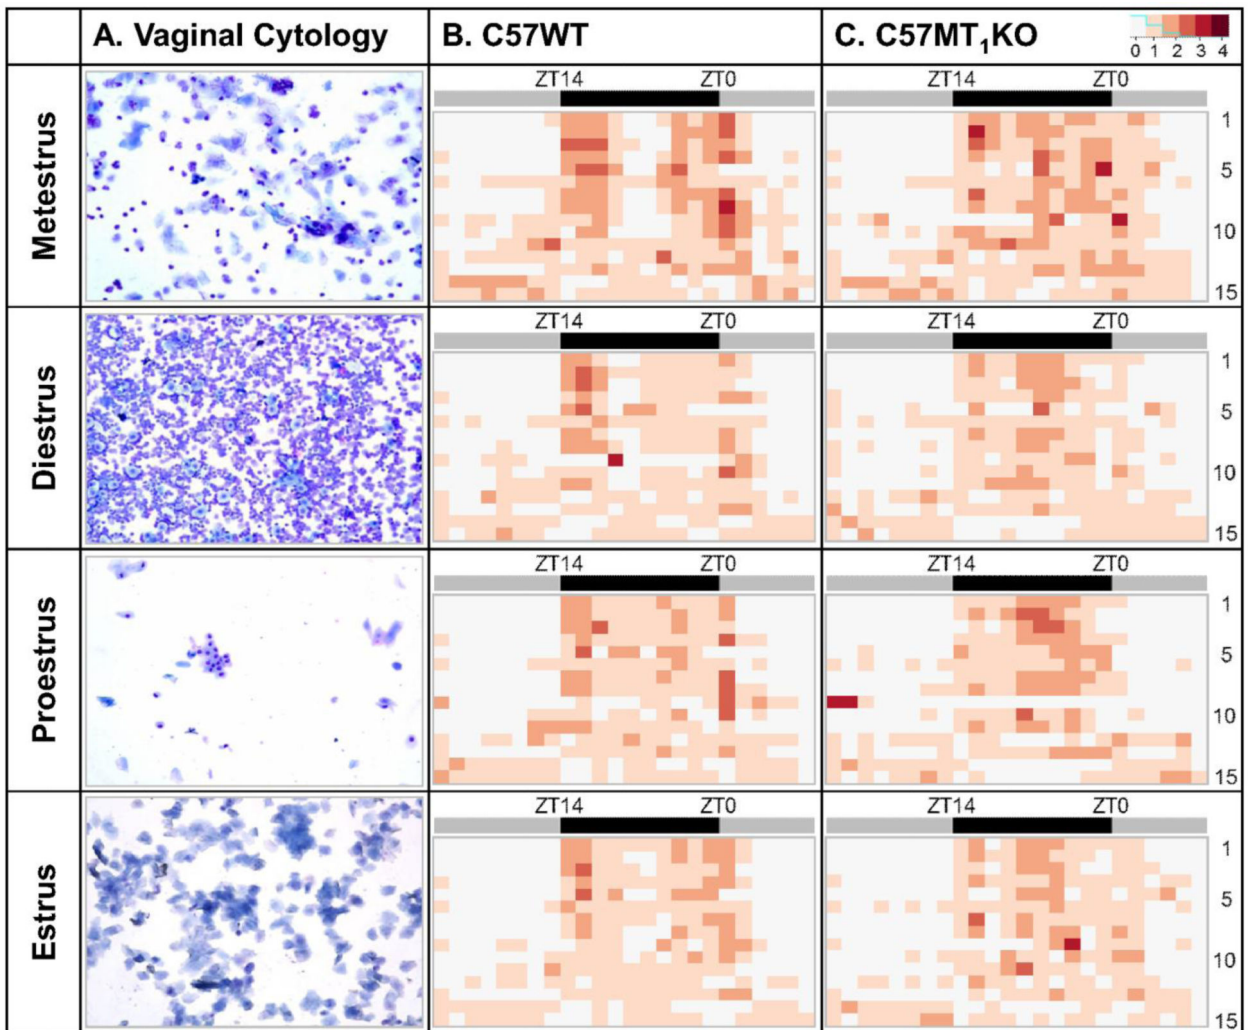 A. Vaginal Cytology
B. C57WT
C. C57MT₁KO
0 1 2 3 4
Metestrus
ZT14 ZT0
ZT14 ZT0
1
5
10
15
Diestrus
ZT14 ZT0
ZT14 ZT0
1
5
10
15
Proestrus
ZT14 ZT0
ZT14 ZT0
1
5
10
15
Estrus
ZT14 ZT0
ZT14 ZT0
1
5
10
15